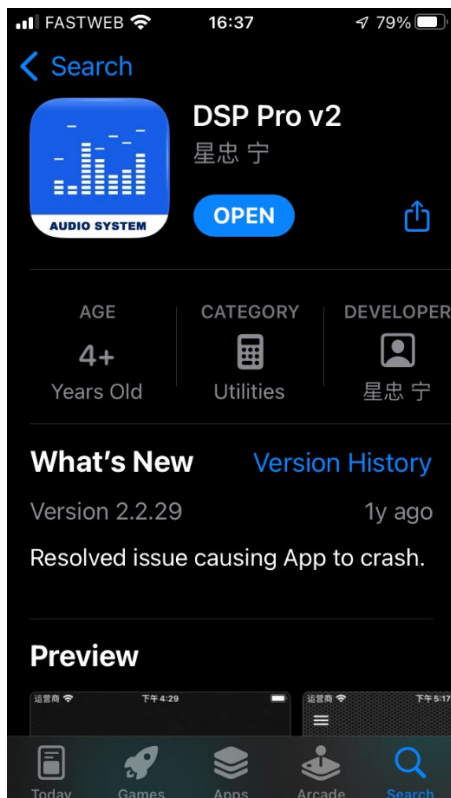 FASTWEB 16:37 79%
Search
DSP Pro v2
星忠 宁
AUDIO SYSTEM
OPEN
AGE CATEGORY DEVELOPER
4+
Years Old Utilities 星忠 宁
What's New Version History
Version 2.2.29 1y ago
Resolved issue causing App to crash.
Preview
运营商 下午4:29 运营商 下午5:17
Today Games Apps Arcade Search